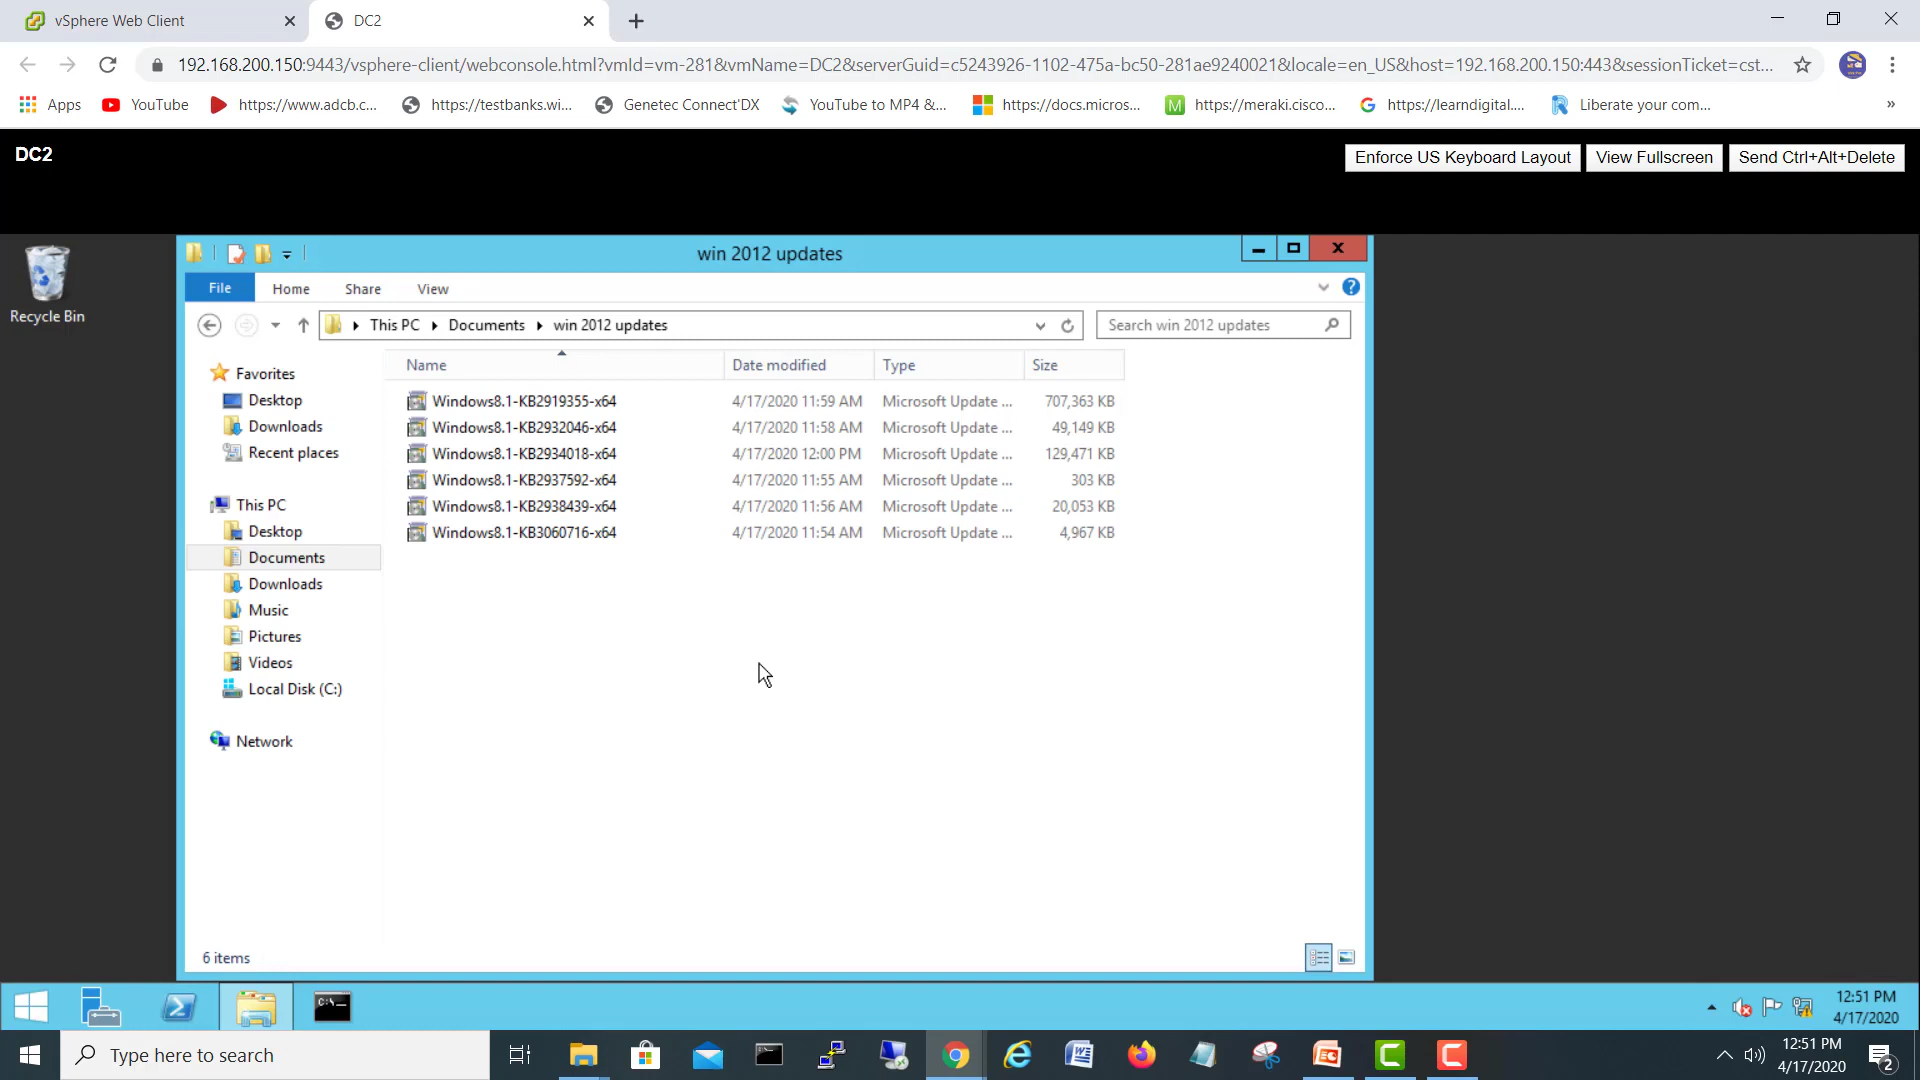 vSphere Web Client
DC2
192.168.200.150:9443/vsphere-client/webconsole.html?vmId=vm-281&vmName=DC2&serverGuid=c5243926-1102-475a-bc50-281ae9240021&locale=en_US&host=192.168.200.150:443&sessionTicket=cst...
Apps YouTube https://www.adcb.c... https://testbanks.wi... Genetec Connect'DX YouTube to MP4 &... https://docs.micros... https://meraki.cisco... https://learndigital.... Liberate your com... »
DC2
Enforce US Keyboard Layout View Fullscreen Send Ctrl+Alt+Delete
Recycle Bin
win 2012 updates
File Home Share View
This PC Documents win 2012 updates
Search win 2012 updates
Name Date modified Type Size
Windows8.1-KB2919355-x64 4/17/2020 11:59 AM Microsoft Update ... 707,363 KB
Windows8.1-KB2932046-x64 4/17/2020 11:58 AM Microsoft Update ... 49,149 KB
Windows8.1-KB2934018-x64 4/17/2020 12:00 PM Microsoft Update ... 129,471 KB
Windows8.1-KB2937592-x64 4/17/2020 11:55 AM Microsoft Update ... 303 KB
Windows8.1-KB2938439-x64 4/17/2020 11:56 AM Microsoft Update ... 20,053 KB
Windows8.1-KB3060716-x64 4/17/2020 11:54 AM Microsoft Update ... 4,967 KB
Favorites
Desktop
Downloads
Recent places
This PC
Desktop
Documents
Downloads
Music
Pictures
Videos
Local Disk (C:)
Network
6 items
12:51 PM
4/17/2020
Type here to search
12:51 PM
4/17/2020
2